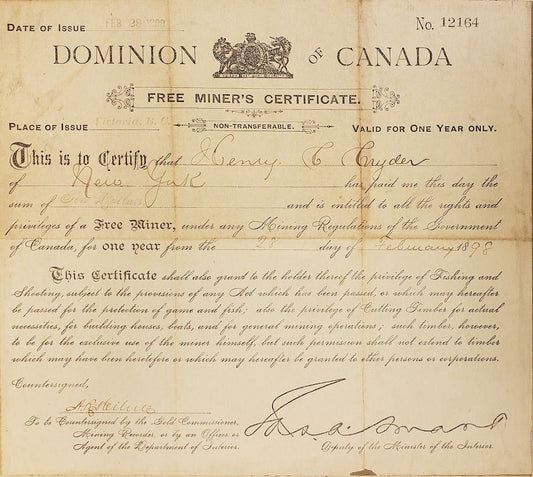 DATE OF ISSUE FEB 28 1898
No. 12164
DOMINION OF CANADA
FREE MINER'S CERTIFICATE.
PLACE OF ISSUE Victoria, B. C.
NON-TRANSFERABLE.
VALID FOR ONE YEAR ONLY.
This is to Certify that Henry C Cryder
of New York has paid me this day the
sum of Ten Dollars and is entitled to all the rights and
privileges of a Free Miner, under any Mining Regulations of the Government
of Canada, for one year from the 28 day of February 1898
This Certificate shall also grant to the holder thereof the privilege of Fishing and
Shooting, subject to the provisions of any Act which has been passed, or which may hereafter
be passed for the protection of game and fish; also the privilege of Cutting Timber for actual
necessities, for building houses, boats, and for general mining operations; such timber, however,
to be for the exclusive use of the miner himself, but such permission shall not extend to timber
which may have been heretofore or which may hereafter be granted to other persons or corporations.
Countersigned,
Jas. A. Smart
To be Countersigned by the Gold Commissioner,
Mining Recorder, or by an Officer or
Agent of the Department of Interior.
Deputy of the Minister of the Interior.